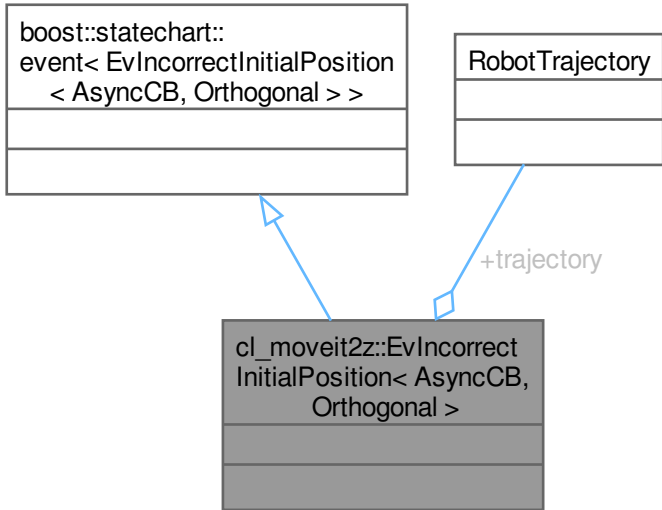 boost::statechart::
event< EvIncorrectInitialPosition
< AsyncCB, Orthogonal > >
RobotTrajectory
+trajectory
cl_moveit2z::EvIncorrect
InitialPosition< AsyncCB,
Orthogonal >